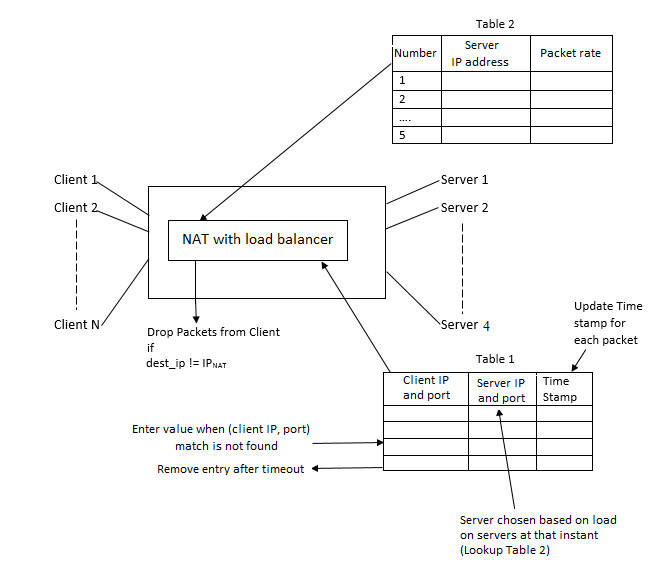 Table 2
Number
Server
IP address
Packet rate
1
2
....
5
Client 1
Client 2
Client N
NAT with load balancer
Server 1
Server 2
Server 4
Drop Packets from Client
if
dest_ip != IPNAT
Update Time
stamp for
each packet
Table 1
Client IP
and port
Server IP
and port
Time
Stamp
Enter value when (client IP, port)
match is not found
Remove entry after timeout
Server chosen based on load
on servers at that instant
(Lookup Table 2)